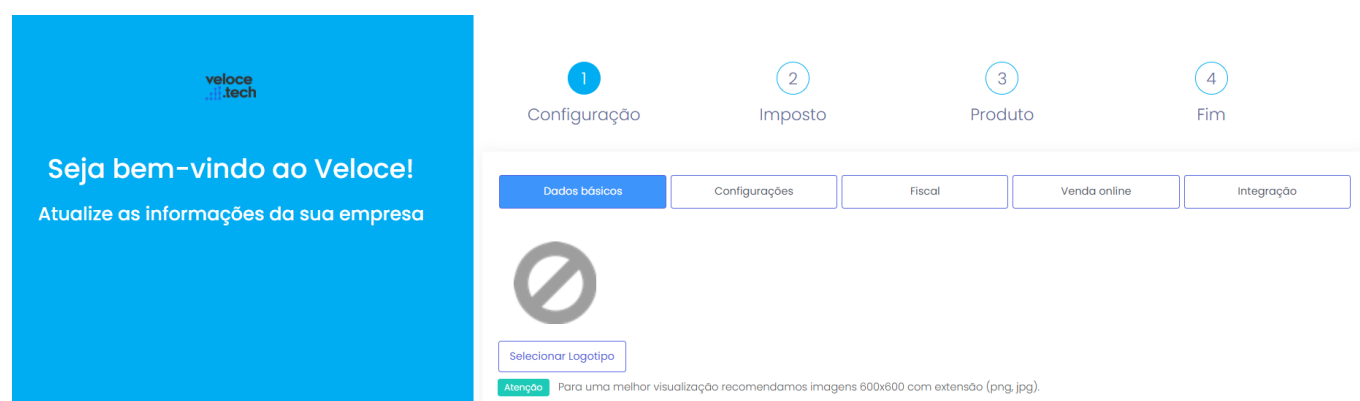 veloce
.tech
Seja bem-vindo ao Veloce!
Atualize as informações da sua empresa
1
2
3
4
Configuração
Imposto
Produto
Fim
Dados básicos
Configurações
Fiscal
Venda online
Integração
Selecionar Logotipo
Atenção Para uma melhor visualização recomendamos imagens 600x600 com extensão (png, jpg).